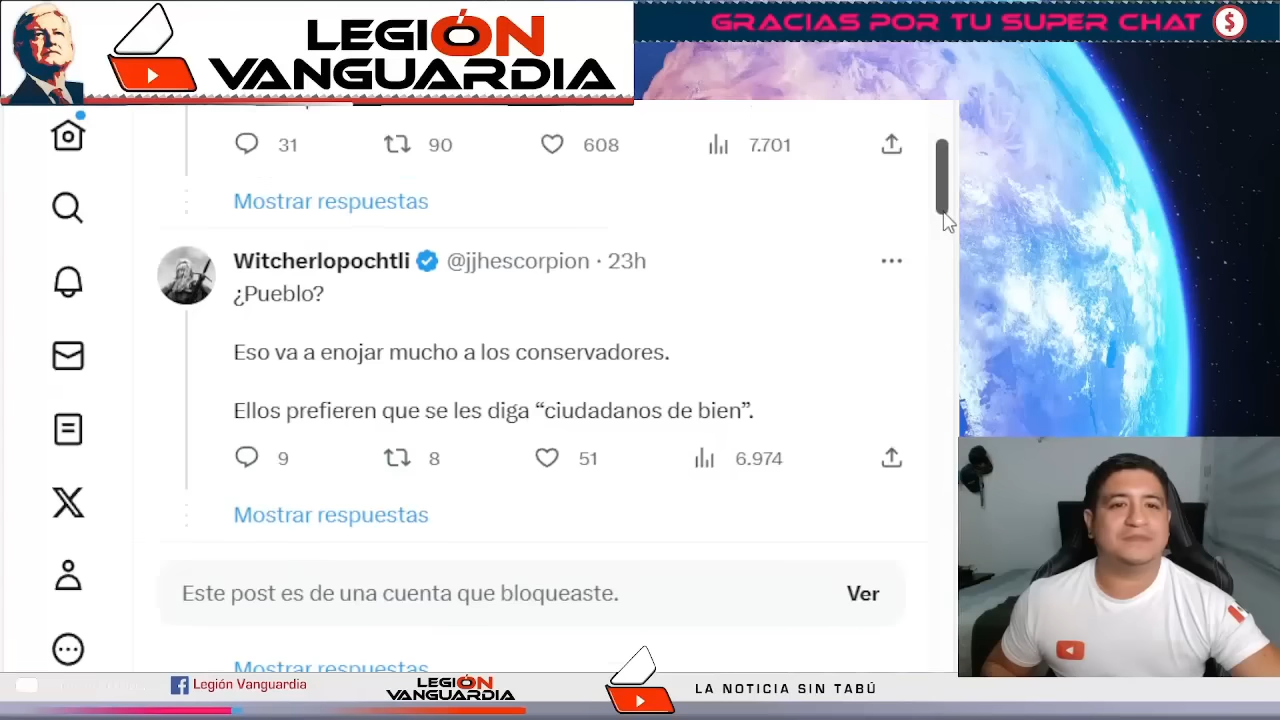 LEGIÓN
VANGUARDIA
GRACIAS POR TU SUPER CHAT
$
31 90 608 7.701
Mostrar respuestas
Witcherlopochtli @jjhescorpion · 23h
¿Pueblo?
Eso va a enojar mucho a los conservadores.
Ellos prefieren que se les diga “ciudadanos de bien”.
9 8 51 6.974
Mostrar respuestas
Este post es de una cuenta que bloqueaste.
Ver
Mostrar respuestas
Legión Vanguardia
LEGIÓN
VANGUARDIA
LA NOTICIA SIN TABÚ